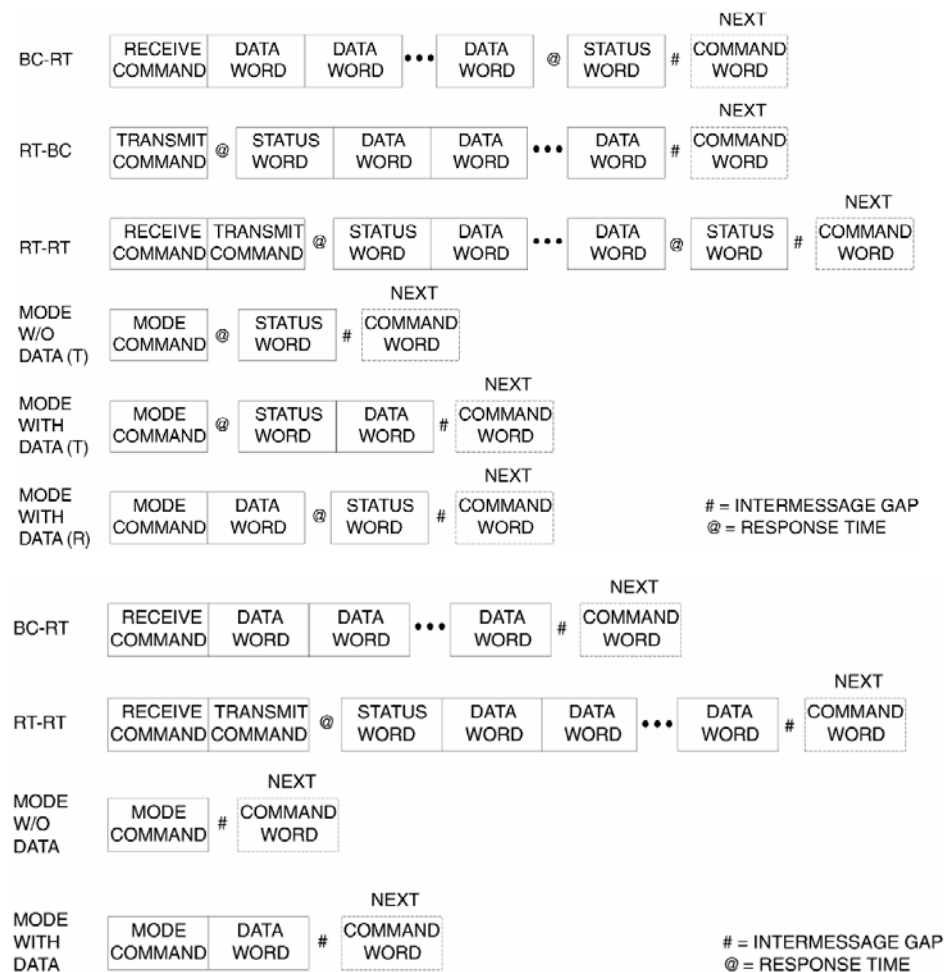 NEXT
BC-RT RECEIVE COMMAND DATA WORD DATA WORD ••• DATA WORD @ STATUS WORD # COMMAND WORD
NEXT
RT-BC TRANSMIT COMMAND @ STATUS WORD DATA WORD DATA WORD ••• DATA WORD # COMMAND WORD
NEXT
RT-RT RECEIVE COMMAND TRANSMIT COMMAND @ STATUS WORD DATA WORD ••• DATA WORD @ STATUS WORD # COMMAND WORD
NEXT
MODE W/O DATA (T) MODE COMMAND @ STATUS WORD # COMMAND WORD
NEXT
MODE WITH DATA (T) MODE COMMAND @ STATUS WORD DATA WORD # COMMAND WORD
NEXT
MODE WITH DATA (R) MODE COMMAND DATA WORD @ STATUS WORD # COMMAND WORD
# = INTERMESSAGE GAP
@ = RESPONSE TIME
NEXT
BC-RT RECEIVE COMMAND DATA WORD DATA WORD ••• DATA WORD # COMMAND WORD
NEXT
RT-RT RECEIVE COMMAND TRANSMIT COMMAND @ STATUS WORD DATA WORD DATA WORD ••• DATA WORD # COMMAND WORD
NEXT
MODE W/O DATA MODE COMMAND # COMMAND WORD
NEXT
MODE WITH DATA MODE COMMAND DATA WORD # COMMAND WORD
# = INTERMESSAGE GAP
@ = RESPONSE TIME